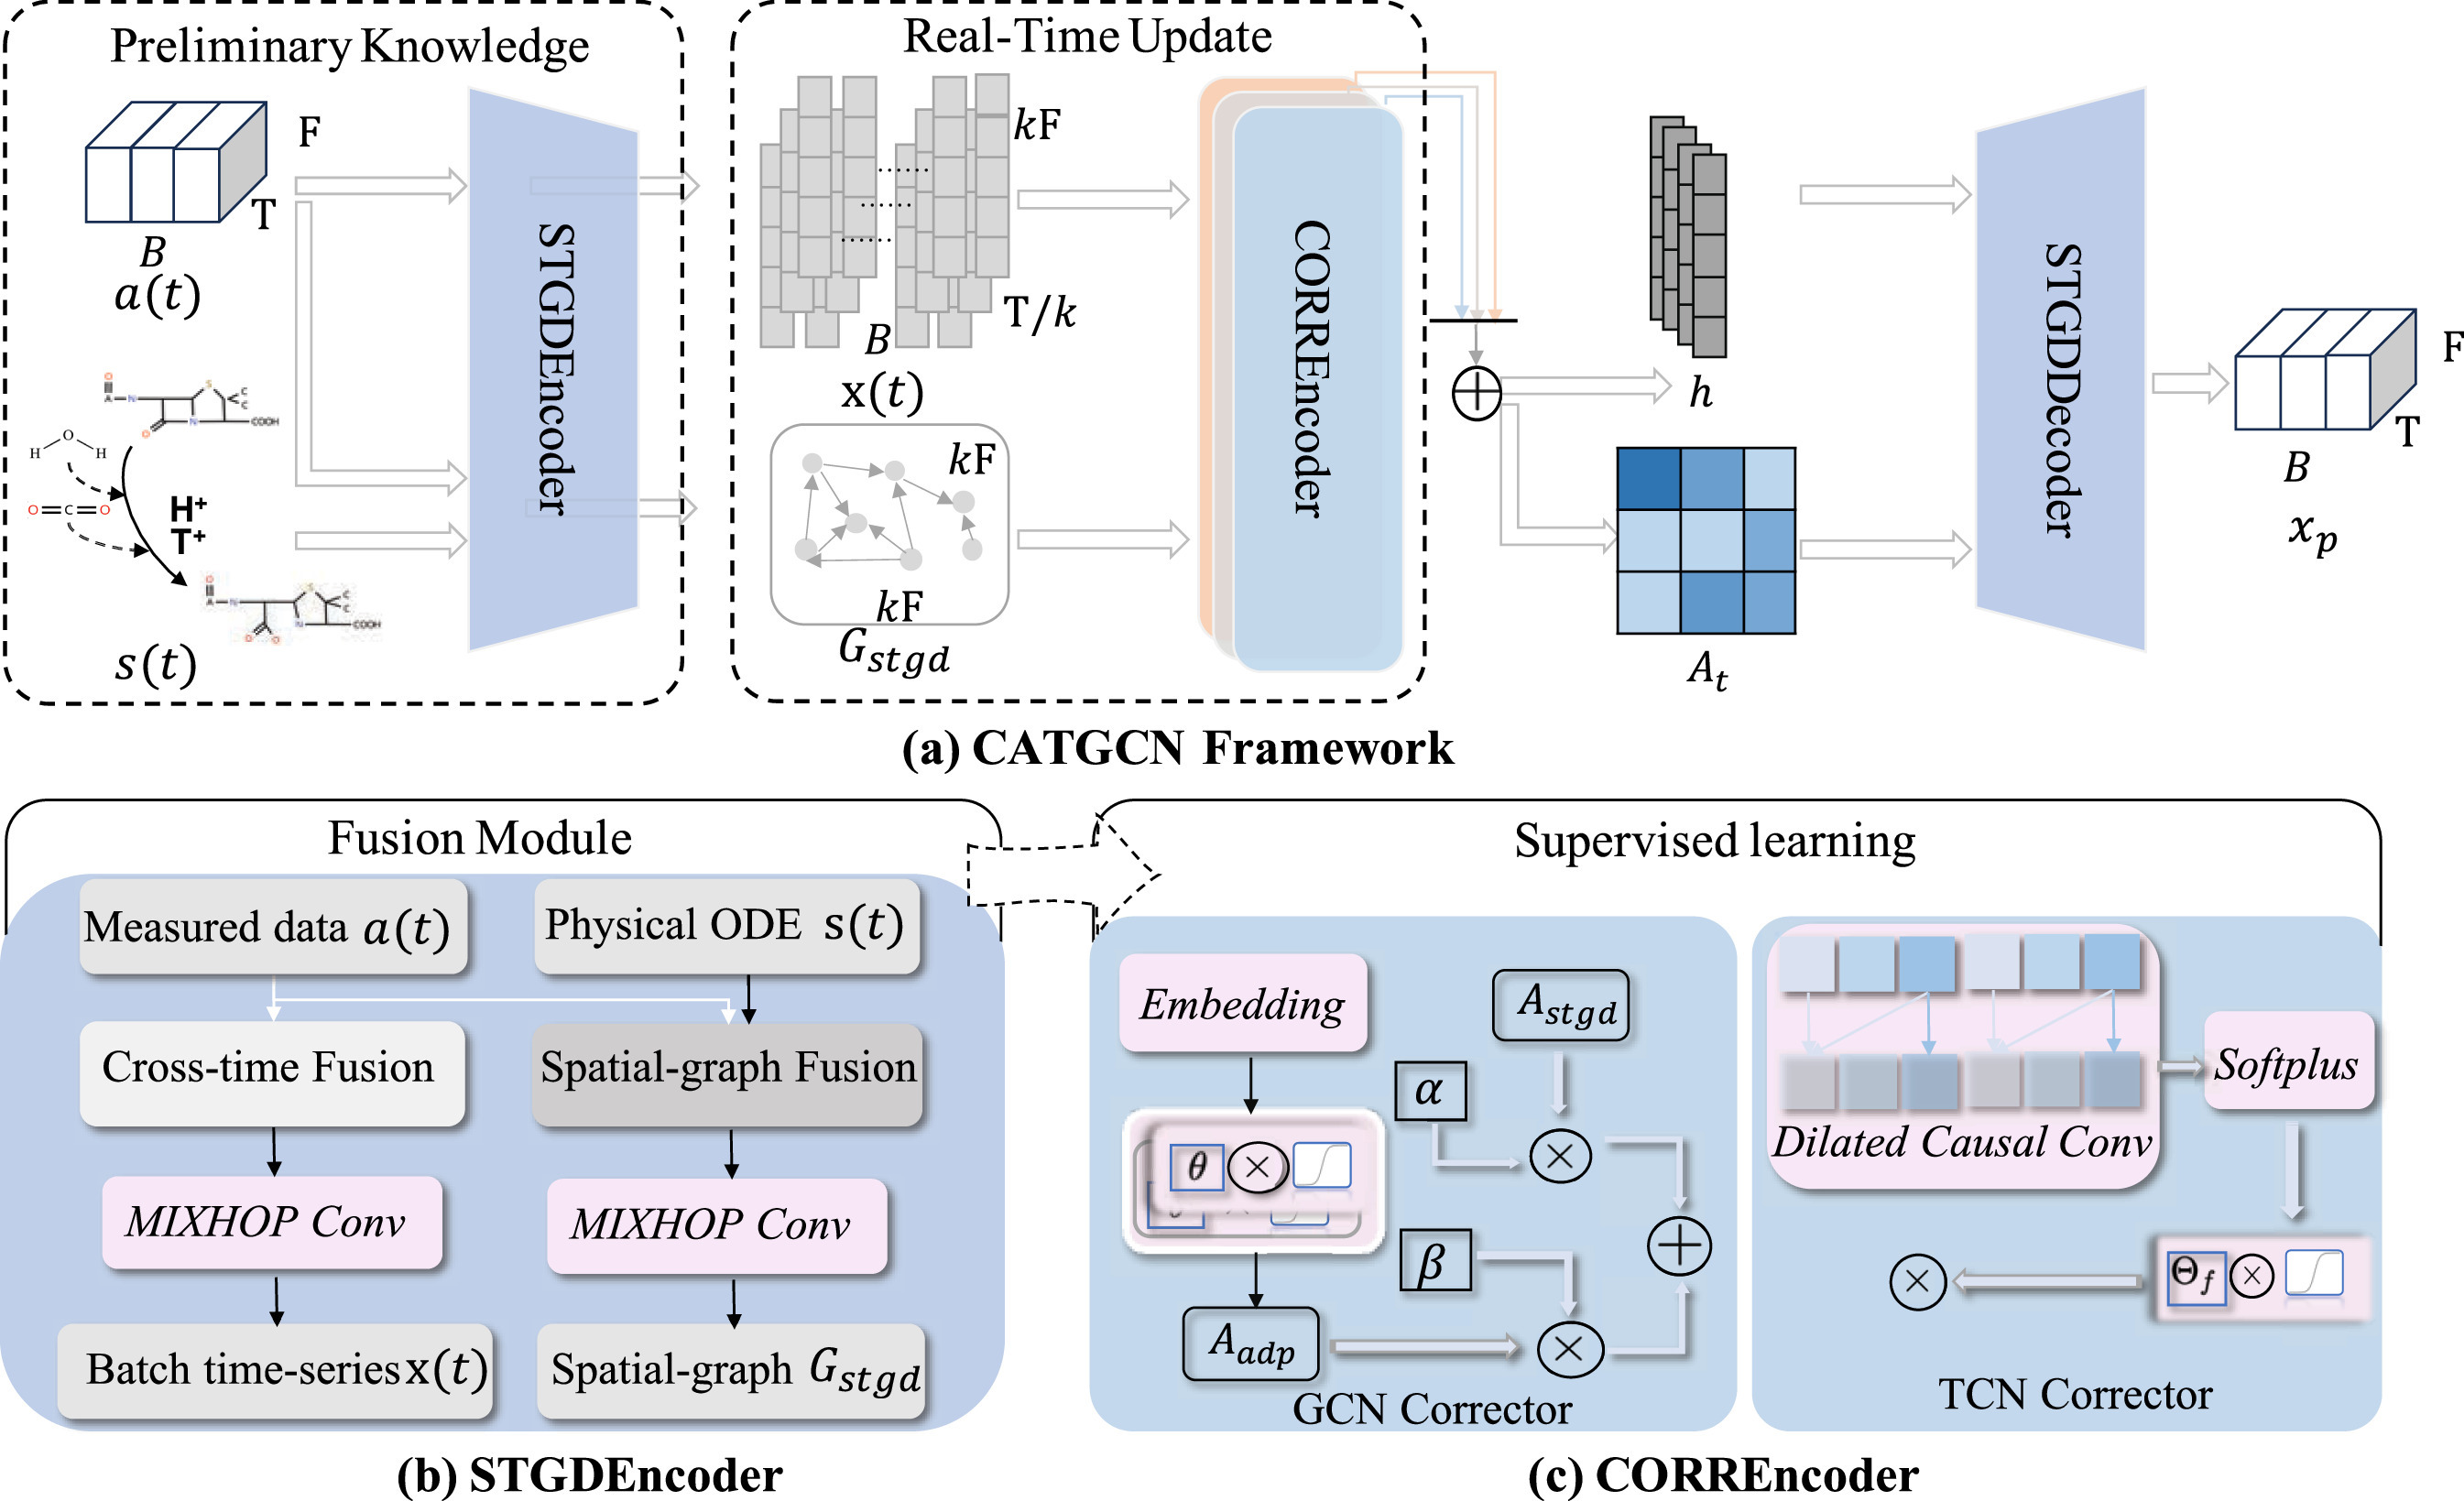 Preliminary Knowledge
F
T
B
a(t)
H
O
H
O=C=O
H+
T+
A
N
S
C
C
N
O
COOH
s(t)
STGDEncoder
Real-Time Update
kF
T/k
B
x(t)
kF
kF
G_stgd
CORREncoder
h
A_t
STGDDecoder
F
T
B
x_p
(a) CATGCN Framework
Fusion Module
Measured data a(t)
Physical ODE s(t)
Cross-time Fusion
Spatial-graph Fusion
MIXHOP Conv
MIXHOP Conv
Batch time-series x(t)
Spatial-graph G_stgd
(b) STGDEncoder
Supervised learning
Embedding
A_stgd
α
θ
β
A_adp
GCN Corrector
Dilated Causal Conv
Softplus
Θ_f
TCN Corrector
(c) CORREncoder